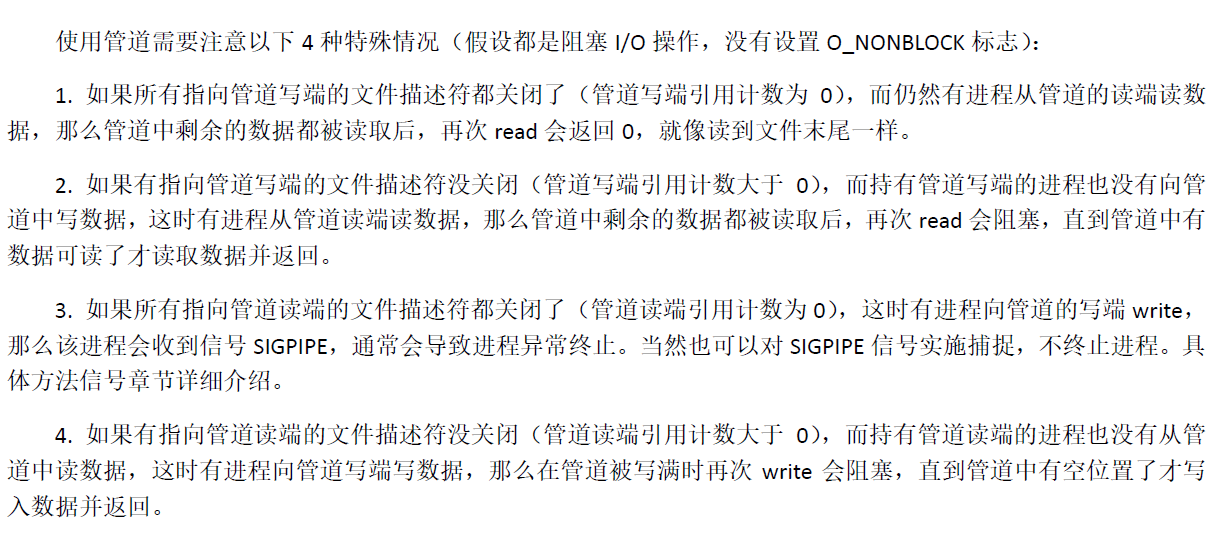 使用管道需要注意以下 4 种特殊情况（假设都是阻塞 I/O 操作，没有设置 O_NONBLOCK 标志）：
1. 如果所有指向管道写端的文件描述符都关闭了（管道写端引用计数为 0），而仍然有进程从管道的读端读数
据，那么管道中剩余的数据都被读取后，再次 read 会返回 0，就像读到文件末尾一样。
2. 如果有指向管道写端的文件描述符没关闭（管道写端引用计数大于 0），而持有管道写端的进程也没有向管
道中写数据，这时有进程从管道读端读数据，那么管道中剩余的数据都被读取后，再次 read 会阻塞，直到管道中有
数据可读了才读取数据并返回。
3. 如果所有指向管道读端的文件描述符都关闭了（管道读端引用计数为 0），这时有进程向管道的写端 write，
那么该进程会收到信号 SIGPIPE，通常会导致进程异常终止。当然也可以对 SIGPIPE 信号实施捕捉，不终止进程。具
体方法信号章节详细介绍。
4. 如果有指向管道读端的文件描述符没关闭（管道读端引用计数大于 0），而持有管道读端的进程也没有从管
道中读数据，这时有进程向管道写端写数据，那么在管道被写满时再次 write 会阻塞，直到管道中有空位置了才写
入数据并返回。